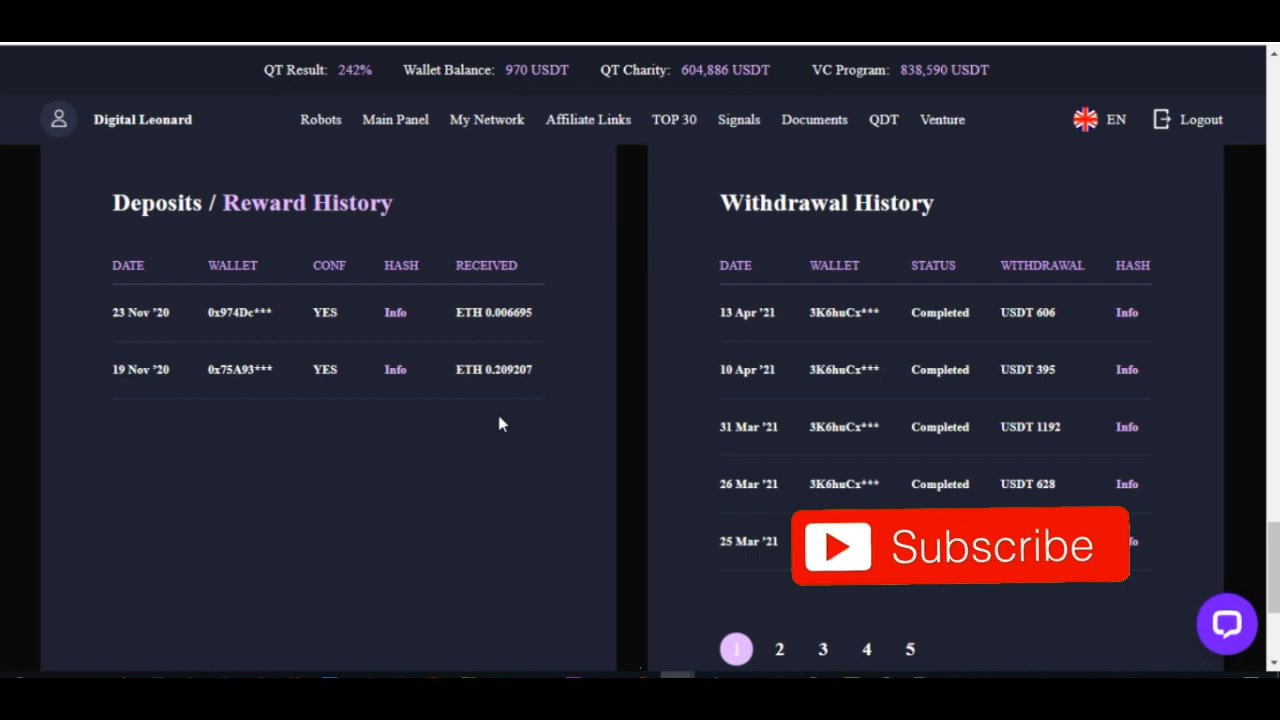 QT Result: 242% Wallet Balance: 970 USDT QT Charity: 604,886 USDT VC Program: 838,590 USDT
Digital Leonard Robots Main Panel My Network Affiliate Links TOP 30 Signals Documents QDT Venture EN Logout
Deposits / Reward History
DATE WALLET CONF HASH RECEIVED
23 Nov '20 0x974Dc*** YES Info ETH 0.006695
19 Nov '20 0x75A93*** YES Info ETH 0.209207
Withdrawal History
DATE WALLET STATUS WITHDRAWAL HASH
13 Apr '21 3K6huCx*** Completed USDT 606 Info
10 Apr '21 3K6huCx*** Completed USDT 395 Info
31 Mar '21 3K6huCx*** Completed USDT 1192 Info
26 Mar '21 3K6huCx*** Completed USDT 628 Info
25 Mar '21
Subscribe
1 2 3 4 5